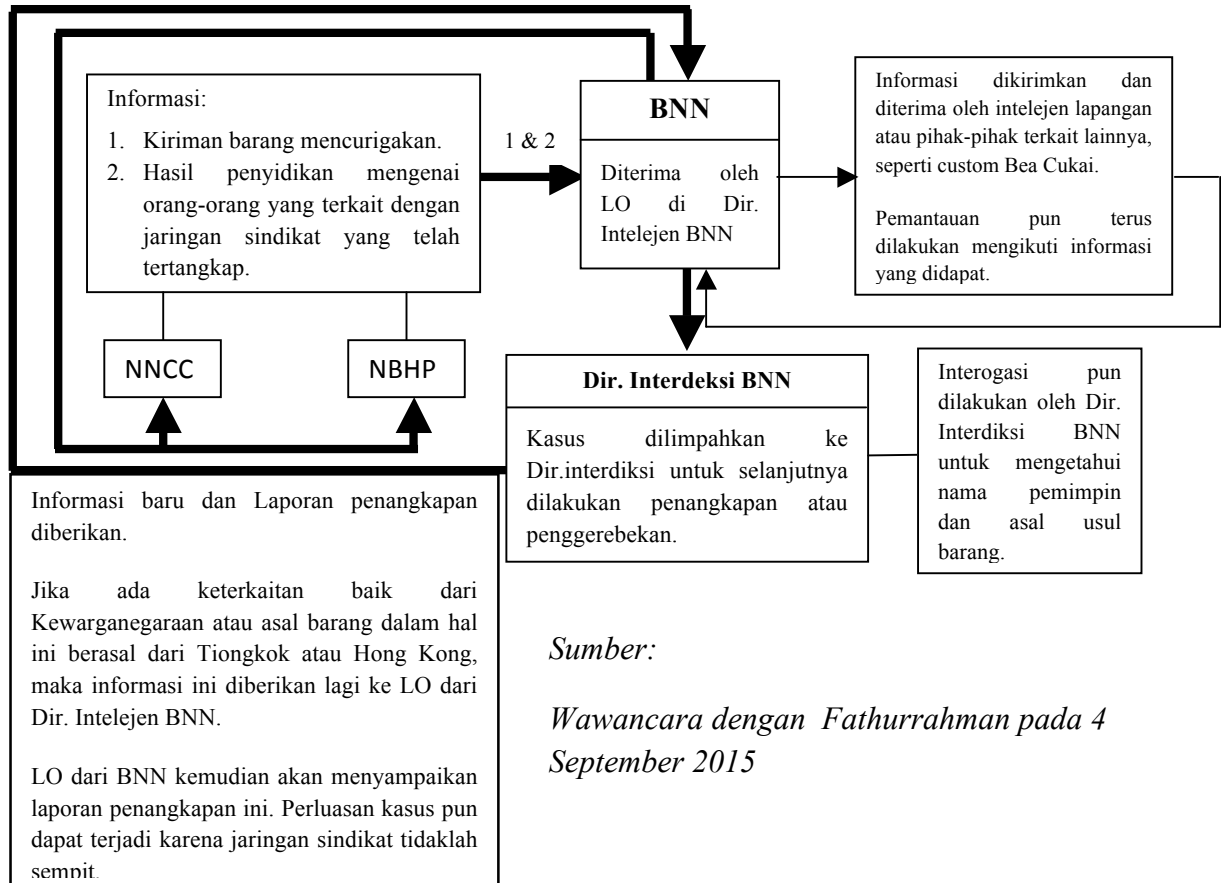 Informasi:
1. Kiriman barang mencurigakan.
2. Hasil penyidikan mengenai
orang-orang yang terkait dengan
jaringan sindikat yang telah
tertangkap.
NNCC
NBHP
1 & 2
BNN
Diterima oleh
LO di Dir.
Intelejen BNN
Informasi dikirimkan dan
diterima oleh intelejen lapangan
atau pihak-pihak terkait lainnya,
seperti custom Bea Cukai.
Pemantauan pun terus
dilakukan mengikuti informasi
yang didapat.
Dir. Interdeksi BNN
Kasus dilimpahkan ke
Dir.interdiksi untuk selanjutnya
dilakukan penangkapan atau
penggerebekan.
Interogasi pun
dilakukan oleh Dir.
Interdiksi BNN
untuk mengetahui
nama pemimpin
dan asal usul
barang.
Informasi baru dan Laporan penangkapan
diberikan.
Jika ada keterkaitan baik dari
Kewarganegaraan atau asal barang dalam hal
ini berasal dari Tiongkok atau Hong Kong,
maka informasi ini diberikan lagi ke LO dari
Dir. Intelejen BNN.
LO dari BNN kemudian akan menyampaikan
laporan penangkapan ini. Perluasan kasus pun
dapat terjadi karena jaringan sindikat tidaklah
sempit.
Sumber:
Wawancara dengan Fathurrahman pada 4
September 2015